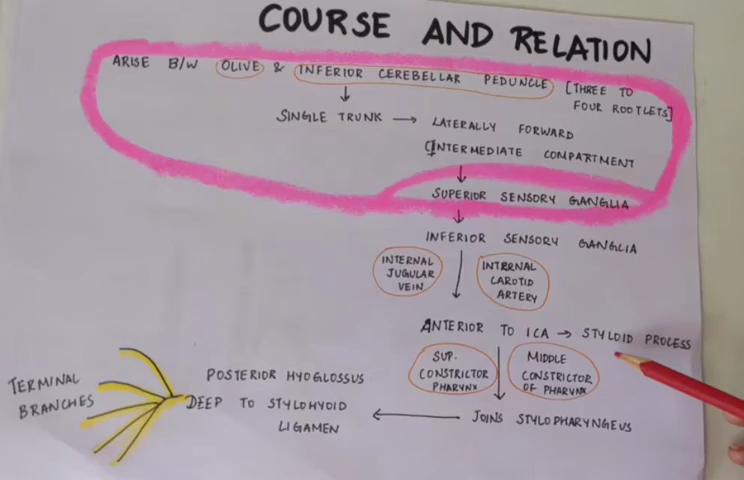 COURSE AND RELATION
ARISE B/W OLIVE & INFERIOR CEREBELLAR PEDUNCLE [THREE TO
FOUR ROOTLETS]
SINGLE TRUNK → LATERALLY FORWARD
(INTERMEDIATE COMPARTMENT
↓
SUPERIOR SENSORY GANGLIA
↓
INFERIOR SENSORY GANGLIA
INTERNAL
JUGULAR
VEIN
INTERNAL
CAROTID
ARTERY
ANTERIOR TO ICA → STYLOID PROCESS
SUP.
CONSTRICTOR
PHARYNX
MIDDLE
CONSTRICTOR
OF PHARYNX
JOINS STYLOPHARYNGEUS
POSTERIOR HYOGLOSSUS
DEEP TO STYLOHYOID
LIGAMEN
TERMINAL
BRANCHES